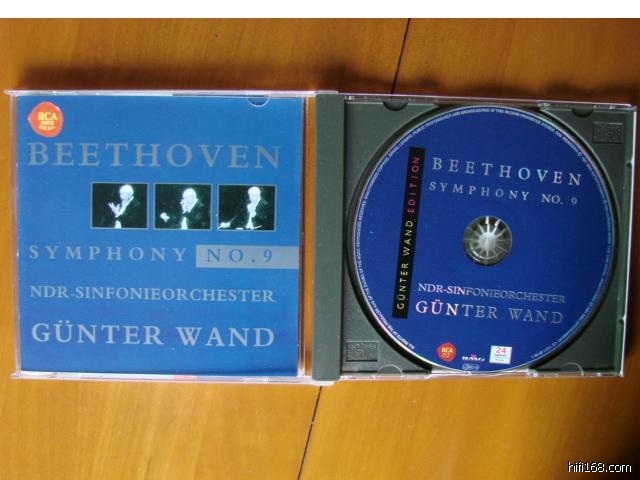 RCA
RED
SEAL
BEETHOVEN
SYMPHONY NO.9
NDR-SINFONIEORCHESTER
GÜNTER WAND
GÜNTER WAND EDITION
BEETHOVEN
SYMPHONY NO. 9
NDR-SINFONIEORCHESTER
GÜNTER WAND
RCA
BMG
24
hifi168.com